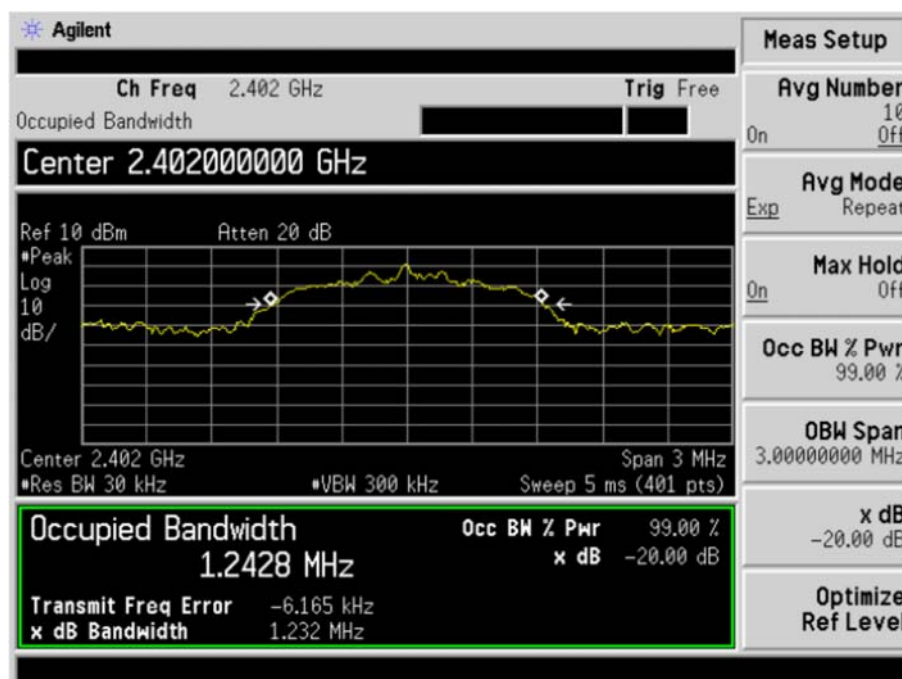 Agilent
Ch Freq 2.402 GHz Trig Free
Occupied Bandwidth
Center 2.402000000 GHz
Ref 10 dBm Atten 20 dB
#Peak
Log
10
dB/
Center 2.402 GHz Span 3 MHz
#Res BW 30 kHz #VBW 300 kHz Sweep 5 ms (401 pts)
Occupied Bandwidth Occ BW % Pwr 99.00 %
1.2428 MHz x dB -20.00 dB
Transmit Freq Error -6.165 kHz
x dB Bandwidth 1.232 MHz
Meas Setup
Avg Number
10
On Off
Avg Mode
Exp Repeat
Max Hold
On Off
Occ BW % Pwr
99.00 %
OBW Span
3.00000000 MHz
x dB
-20.00 dB
Optimize
Ref Level